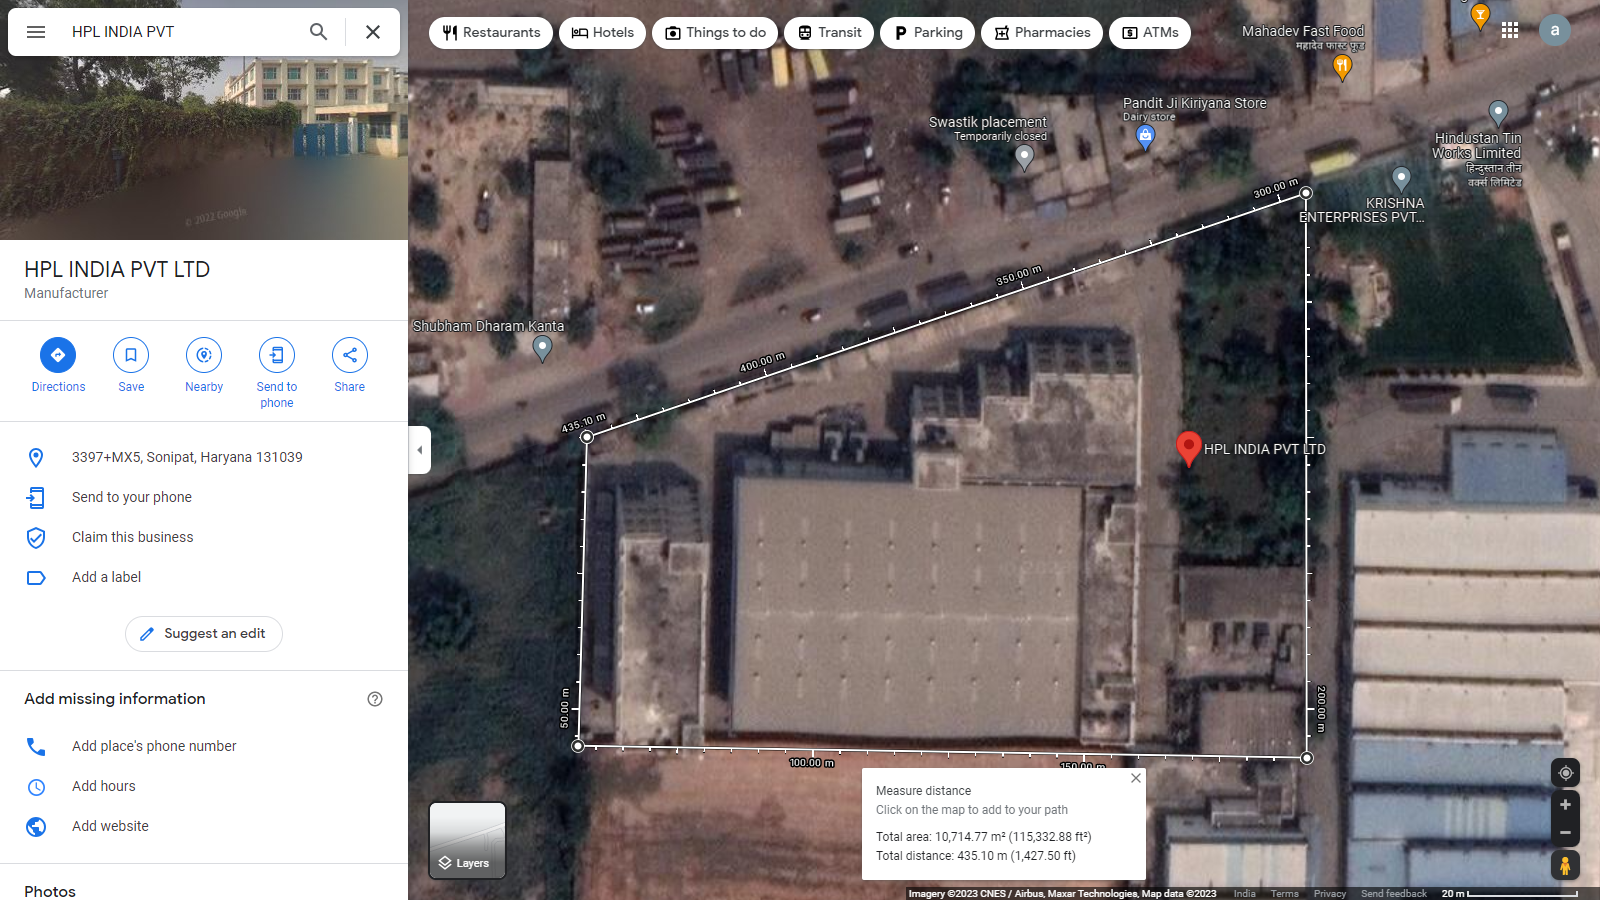 HPL INDIA PVT
© 2022 Google
HPL INDIA PVT LTD
Manufacturer
Directions
Save
Nearby
Send to
phone
Share
3397+MX5, Sonipat, Haryana 131039
Send to your phone
Claim this business
Add a label
Suggest an edit
Add missing information
Add place's phone number
Add hours
Add website
Photos
Restaurants
Hotels
Things to do
Transit
Parking
Pharmacies
ATMs
a
Mahadev Fast Food
महादेव फास्ट फूड
Pandit Ji Kiriyana Store
Dairy store
Swastik placement
Temporarily closed
Hindustan Tin
Works Limited
हिन्दुस्तान तीन
वर्क्स लिमिटेड
KRISHNA
ENTERPRISES PVT...
300.00 m
350.00 m
Shubham Dharam Kanta
400.00 m
435.10 m
HPL INDIA PVT LTD
50.00 m
200.00 m
100.00 m
150.00 m
Measure distance
Click on the map to add to your path
Total area: 10,714.77 m² (115,332.88 ft²)
Total distance: 435.10 m (1,427.50 ft)
Layers
Imagery ©2023 CNES / Airbus, Maxar Technologies, Map data ©2023
India
Terms
Privacy
Send feedback
20 m